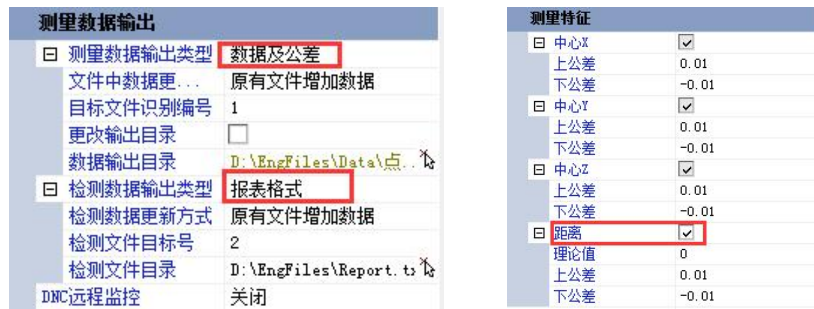 测量数据输出
测量数据输出类型 数据及公差
文件中数据更... 原有文件增加数据
目标文件识别编号 1
更改输出目录
数据输出目录 D:\EngFiles\Data\点...
检测数据输出类型 报表格式
检测数据更新方式 原有文件增加数据
检测文件目标号 2
检测文件目录 D:\EngFiles\Report.t
DNC远程监控 关闭
测量特征
中心X
上公差 0.01
下公差 -0.01
中心Y
上公差 0.01
下公差 -0.01
中心Z
上公差 0.01
下公差 -0.01
距离
理论值 0
上公差 0.01
下公差 -0.01